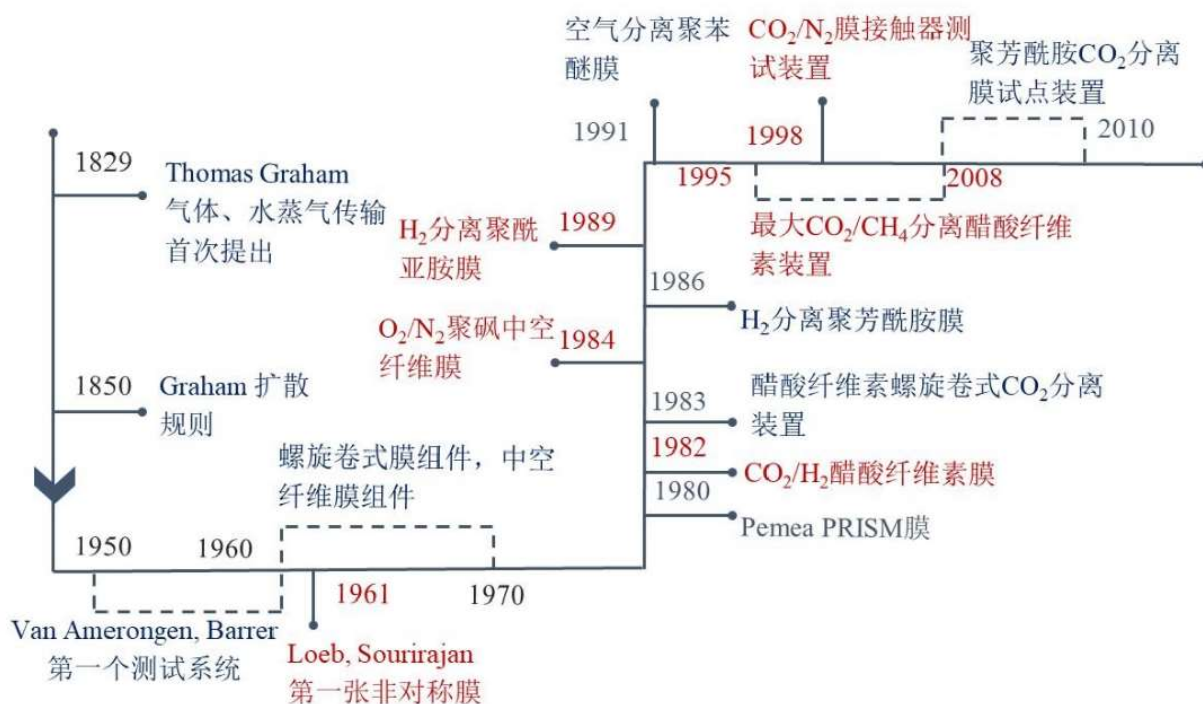 1829
Thomas Graham
气体、水蒸气传输
首次提出
1850
Graham 扩散
规则
1950
1960
Van Amerongen, Barrer
第一个测试系统
螺旋卷式膜组件，中空
纤维膜组件
1961
Loeb, Sourirajan
第一张非对称膜
1970
1980
Pemea PRISM膜
1982
CO₂/H₂醋酸纤维素膜
1983
醋酸纤维素螺旋卷式CO₂分离
装置
1984
O₂/N₂聚砜中空
纤维膜
1986
H₂分离聚芳酰胺膜
1989
H₂分离聚酰
亚胺膜
1991
空气分离聚苯
醚膜
1995
2008
最大CO₂/CH₄分离醋酸纤维
素装置
1998
CO₂/N₂膜接触器测
试装置
聚芳酰胺CO₂分离
膜试点装置
2010